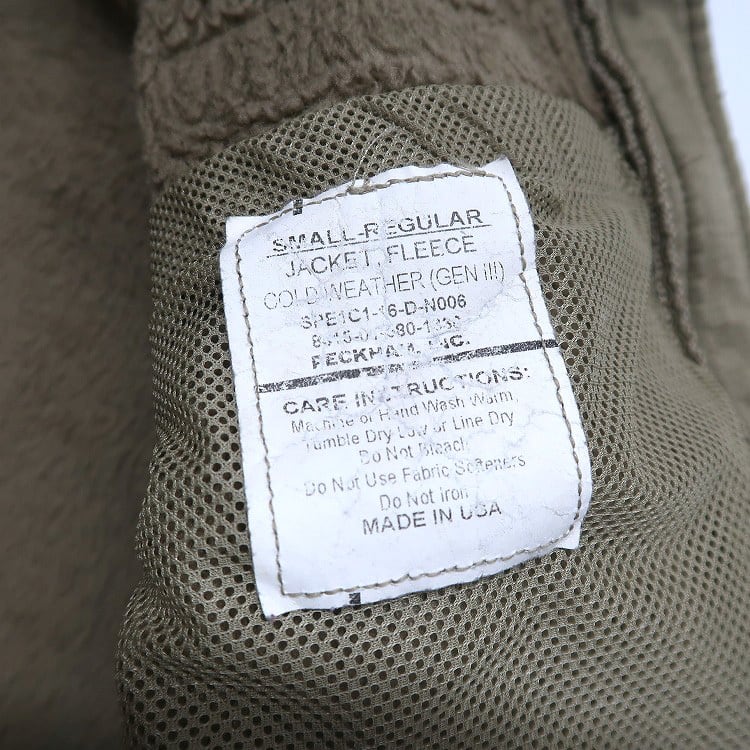 SMALL-REGULAR
JACKET, FLEECE
COLD WEATHER (GEN III)
SPE1C1-16-D-N006
PECKHAM, INC.
CARE INSTRUCTIONS:
Machine or Hand Wash Warm,
Tumble Dry Low or Line Dry
Do Not Bleach
Do Not Use Fabric Softeners
Do Not Iron
MADE IN USA